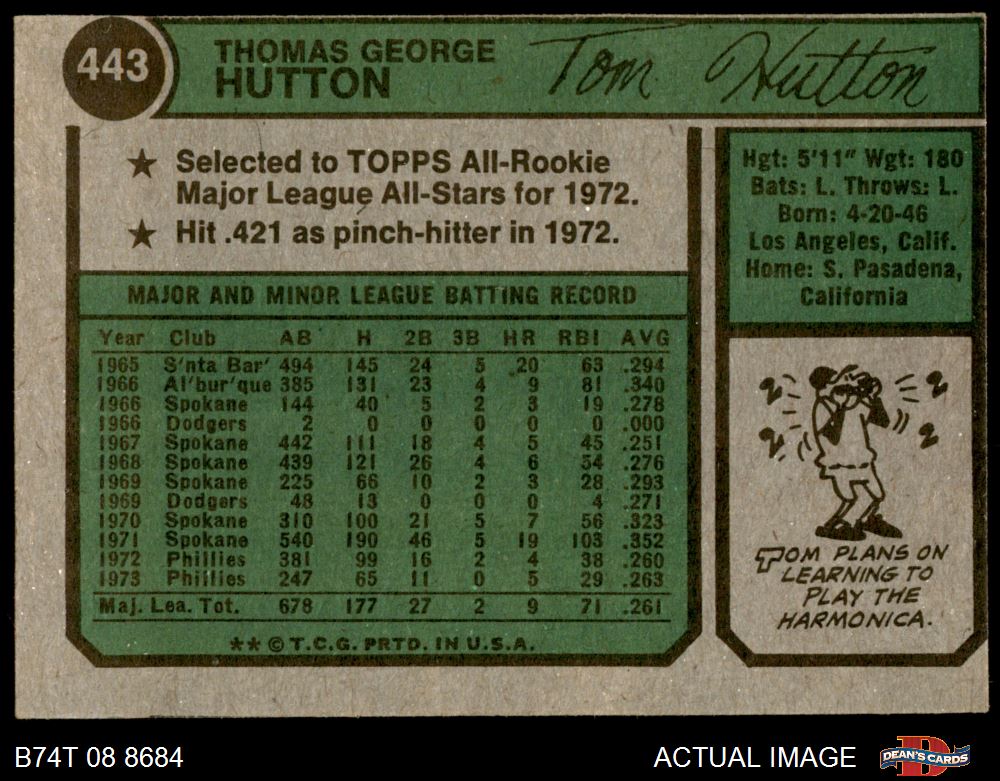 443
THOMAS GEORGE
HUTTON
Tom Hutton
★ Selected to TOPPS All-Rookie
Major League All-Stars for 1972.
★ Hit .421 as pinch-hitter in 1972.
Hgt: 5'11" Wgt: 180
Bats: L. Throws: L.
Born: 4-20-46
Los Angeles, Calif.
Home: S. Pasadena,
California
MAJOR AND MINOR LEAGUE BATTING RECORD
Year Club AB H 2B 3B HR RBI AVG
1965 S'nta Bar' 494 145 24 5 20 63 .294
1966 Al'bur'que 385 131 23 4 9 81 .340
1966 Spokane 144 40 5 2 3 19 .278
1966 Dodgers 2 0 0 0 0 0 .000
1967 Spokane 442 111 18 4 5 45 .251
1968 Spokane 439 121 26 4 6 54 .276
1969 Spokane 225 66 10 2 3 28 .293
1969 Dodgers 48 13 0 0 0 4 .271
1970 Spokane 310 100 21 5 7 56 .323
1971 Spokane 540 190 46 5 19 103 .352
1972 Phillies 381 99 16 2 4 38 .260
1973 Phillies 247 65 11 0 5 29 .263
Maj. Lea. Tot. 678 177 27 2 9 71 .261
** © T.C.G. PRTD. IN U.S.A.
TOM PLANS ON
LEARNING TO
PLAY THE
HARMONICA.
B74T 08 8684
ACTUAL IMAGE
DEAN'S CARDS